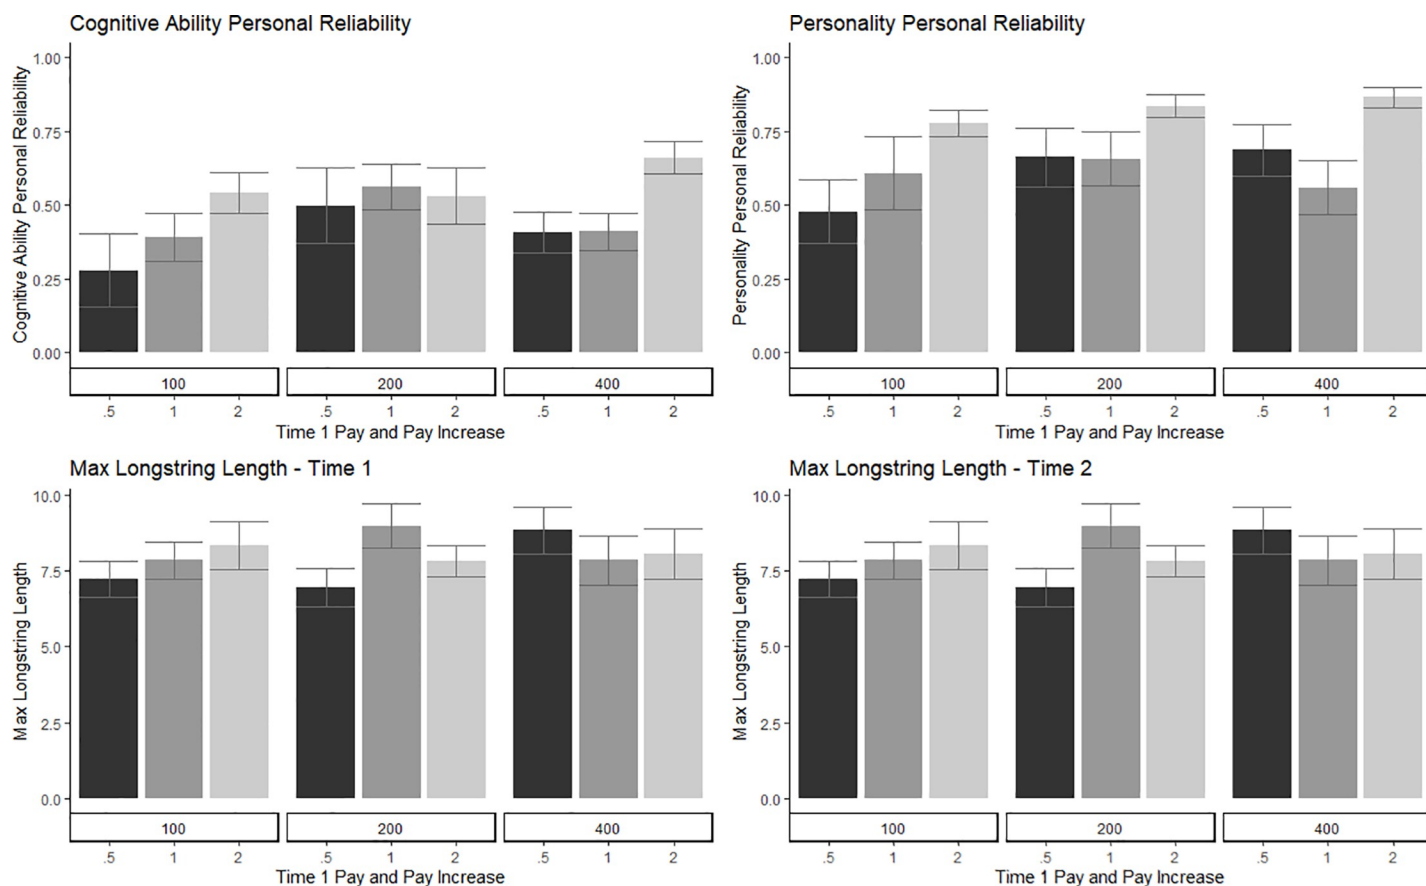 Cognitive Ability Personal Reliability
Cognitive Ability Personal Reliability
1.00
0.75
0.50
0.25
0.00
100 200 400
.5 1 2 .5 1 2 .5 1 2
Time 1 Pay and Pay Increase
Personality Personal Reliability
Personality Personal Reliability
1.00
0.75
0.50
0.25
0.00
100 200 400
.5 1 2 .5 1 2 .5 1 2
Time 1 Pay and Pay Increase
Max Longstring Length - Time 1
Max Longstring Length
10.0
7.5
5.0
2.5
0.0
100 200 400
.5 1 2 .5 1 2 .5 1 2
Time 1 Pay and Pay Increase
Max Longstring Length - Time 2
Max Longstring Length
10.0
7.5
5.0
2.5
0.0
100 200 400
.5 1 2 .5 1 2 .5 1 2
Time 1 Pay and Pay Increase